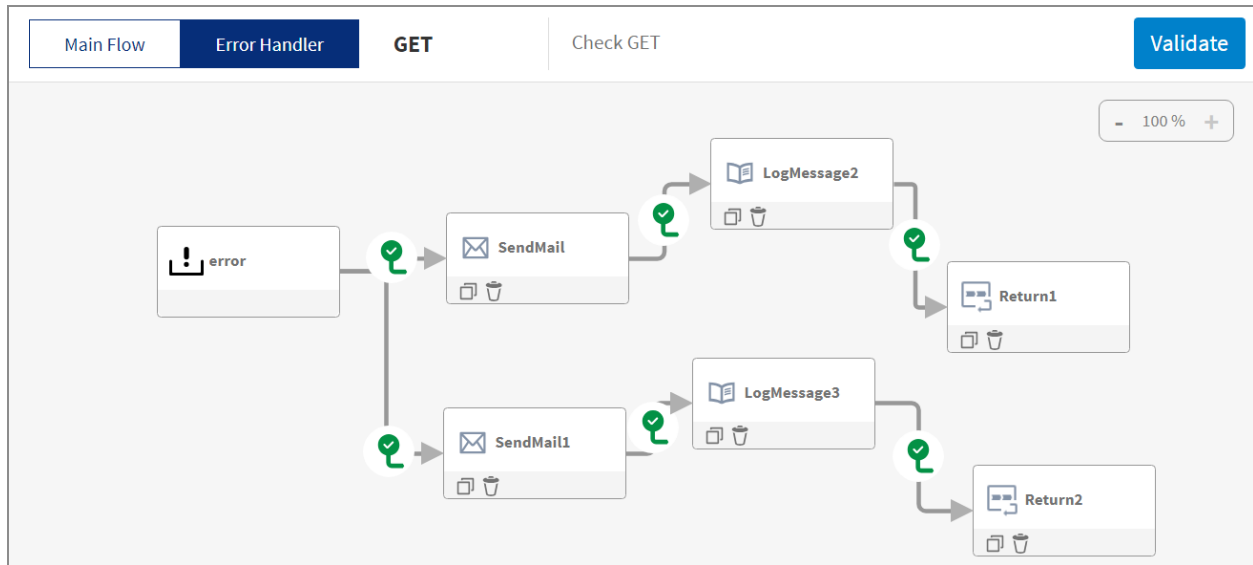 Main Flow Error Handler GET Check GET Validate
- 100 % +
LogMessage2
SendMail
error
Return1
LogMessage3
SendMail1
Return2